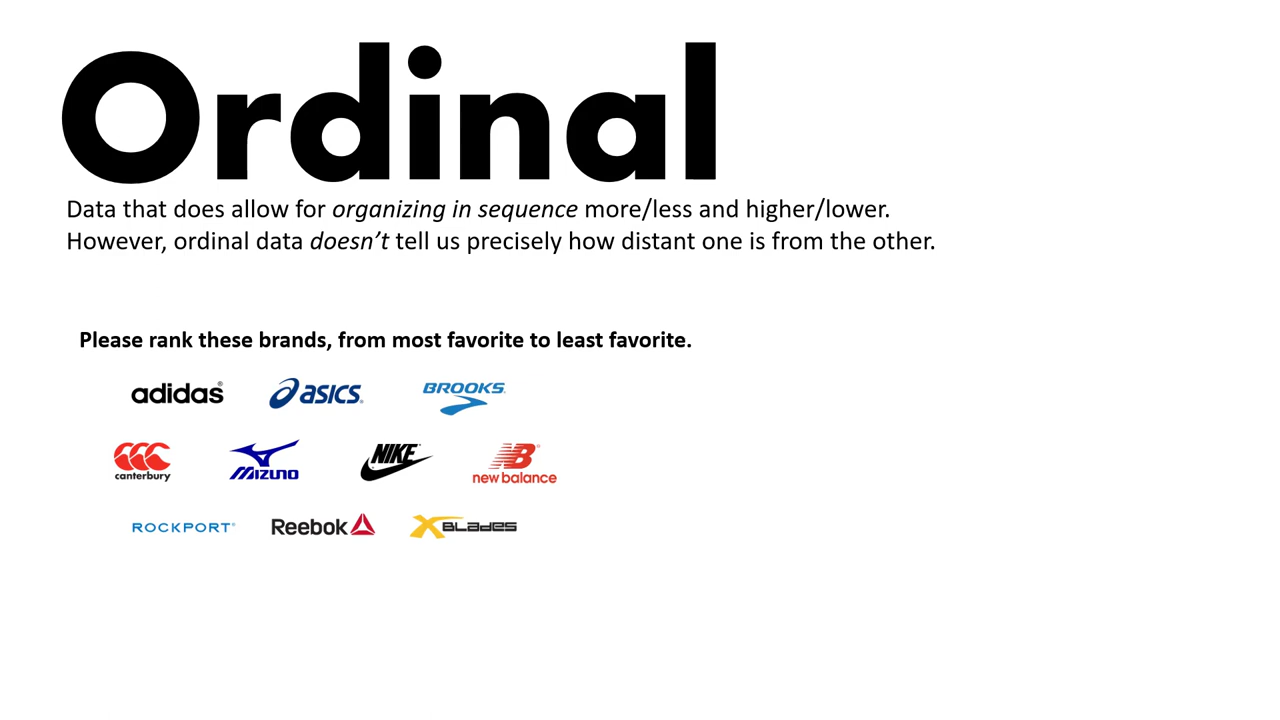 Ordinal
Data that does allow for organizing in sequence more/less and higher/lower.
However, ordinal data doesn’t tell us precisely how distant one is from the other.
Please rank these brands, from most favorite to least favorite.
adidas® asics® BROOKS®
canterbury MIZUNO NIKE NB new balance
ROCKPORT® Reebok XBLADES